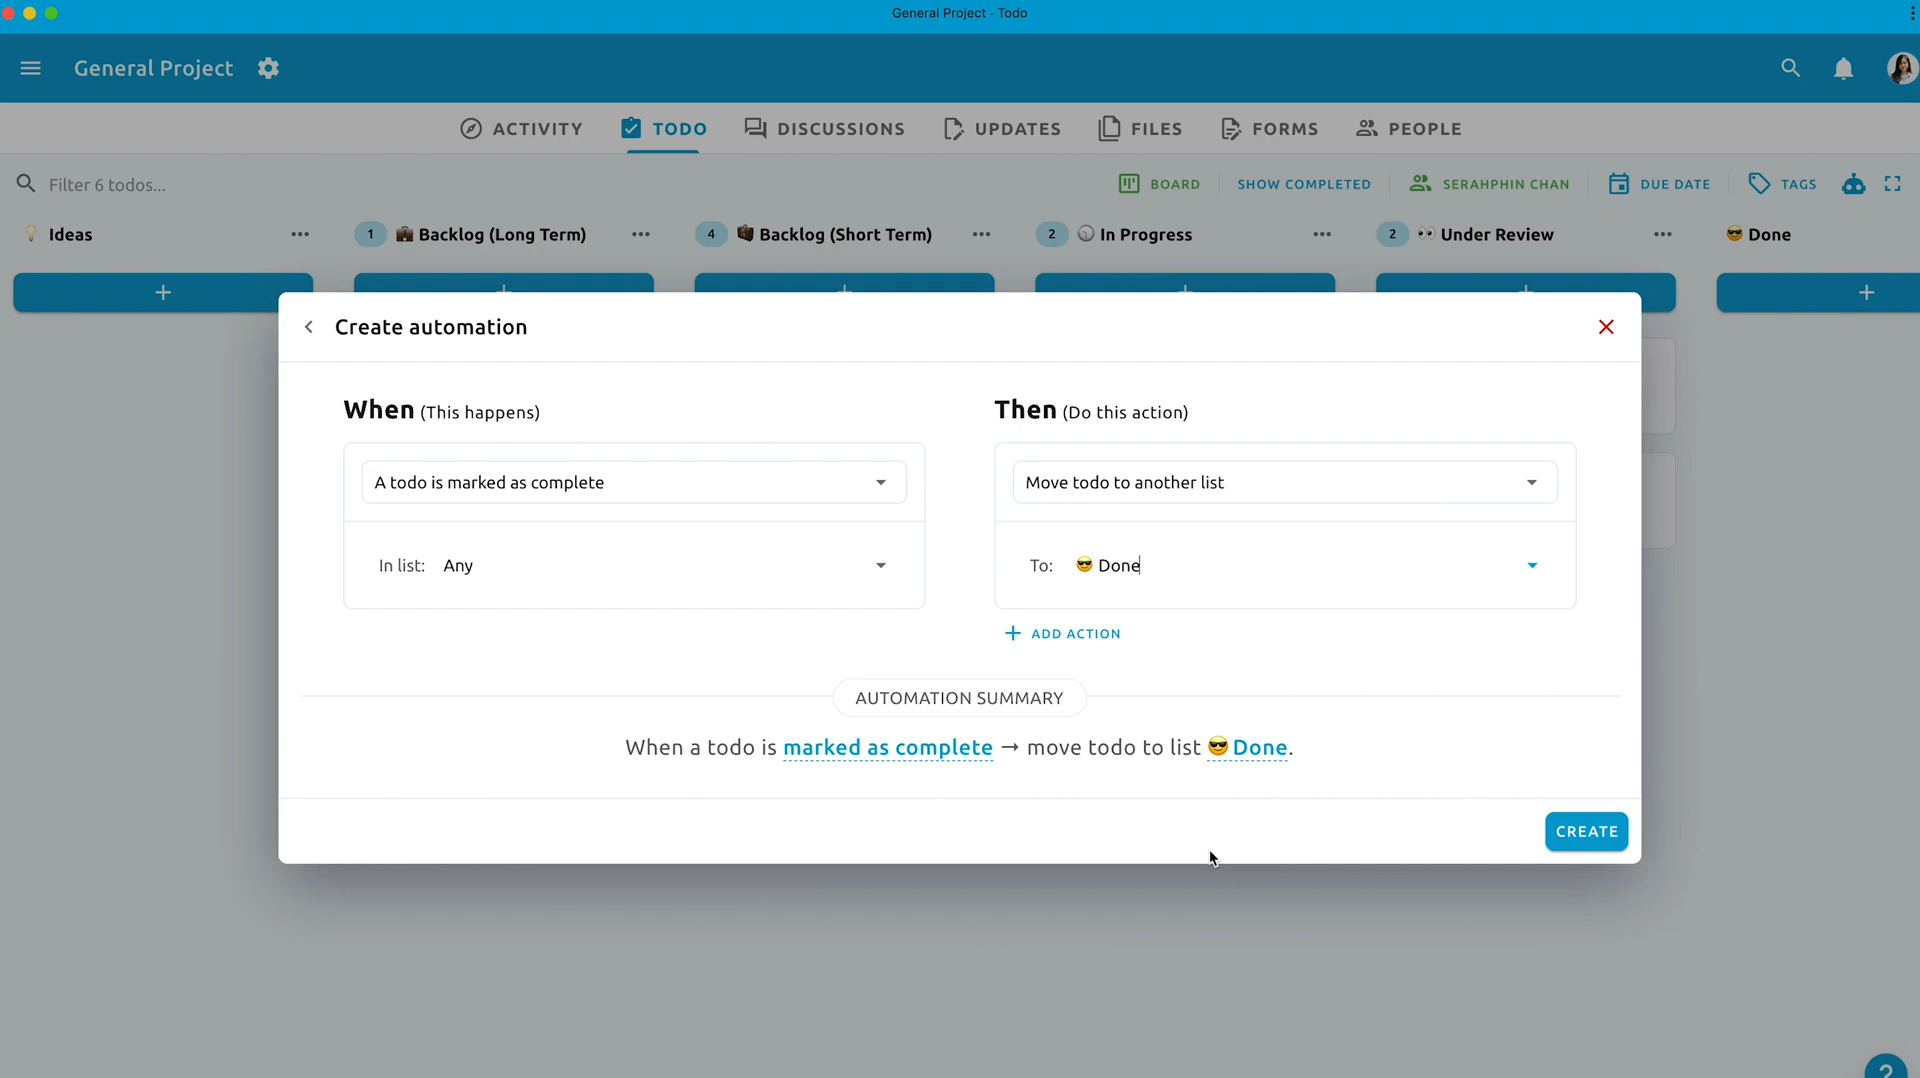 General Project · Todo
General Project
ACTIVITY TODO DISCUSSIONS UPDATES FILES FORMS PEOPLE
Filter 6 todos... BOARD SHOW COMPLETED SERAHPHIN CHAN DUE DATE TAGS
💡 Ideas ••• 1 💼 Backlog (Long Term) ••• 4 Backlog (Short Term) ••• 2 In Progress ••• 2 👀 Under Review ••• 😎 Done
+ + + + + +
Create automation
When (This happens) Then (Do this action)
A todo is marked as complete Move todo to another list
In list: Any To: 😎 Done
+ ADD ACTION
AUTOMATION SUMMARY
When a todo is marked as complete → move todo to list 😎 Done.
CREATE
?